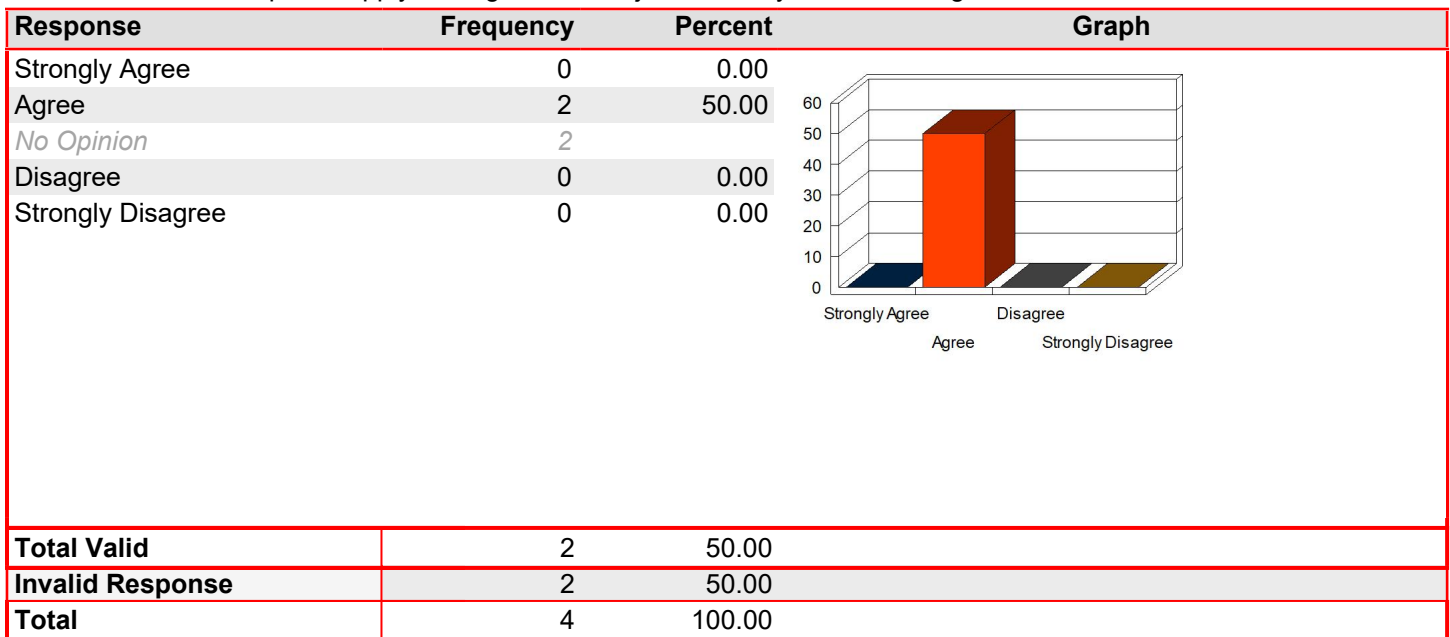 Response Frequency Percent Graph
Strongly Agree 0 0.00
Agree 2 50.00
No Opinion 2
Disagree 0 0.00
Strongly Disagree 0 0.00
60
50
40
30
20
10
0
Strongly Agree Disagree
Agree Strongly Disagree
Total Valid 2 50.00
Invalid Response 2 50.00
Total 4 100.00